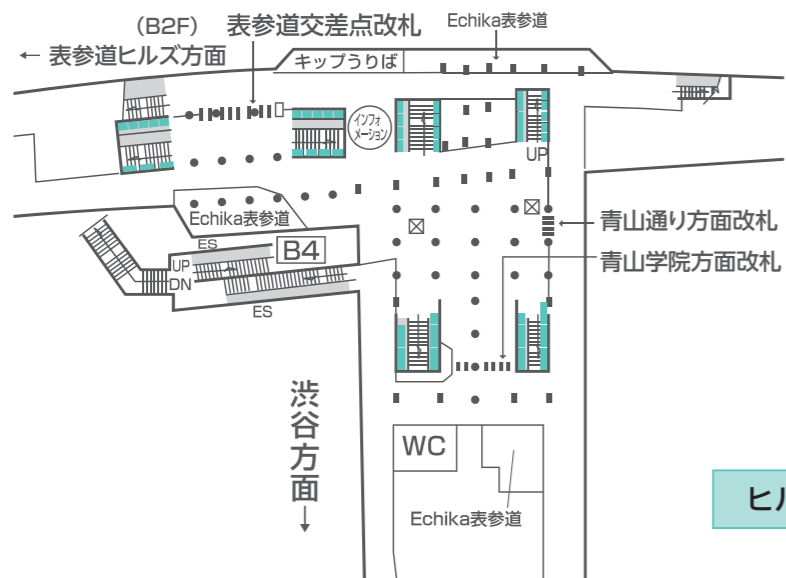 (B2F) 表参道交差点改札
← 表参道ヒルズ方面
Echika表参道
キップうりば
インフォ
メーション
UP
Echika表参道
青山通り方面改札
ES
B4
UP
DN
青山学院方面改札
ES
渋谷方面
WC
Echika表参道